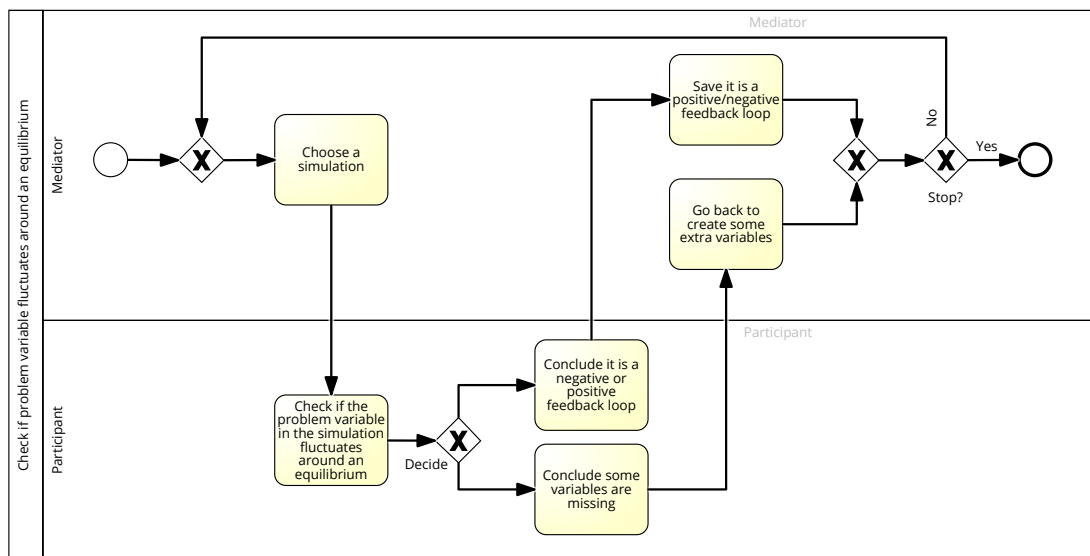 Check if problem variable fluctuates around an equilibrium
Mediator
Mediator
Choose a
simulation
Save it is a
positive/negative
feedback loop
Go back to
create some
extra variables
No
Yes
Stop?
Participant
Participant
Check if the
problem variable
in the simulation
fluctuates
around an
equilibrium
Decide
Conclude it is a
negative or
positive
feedback loop
Conclude some
variables are
missing